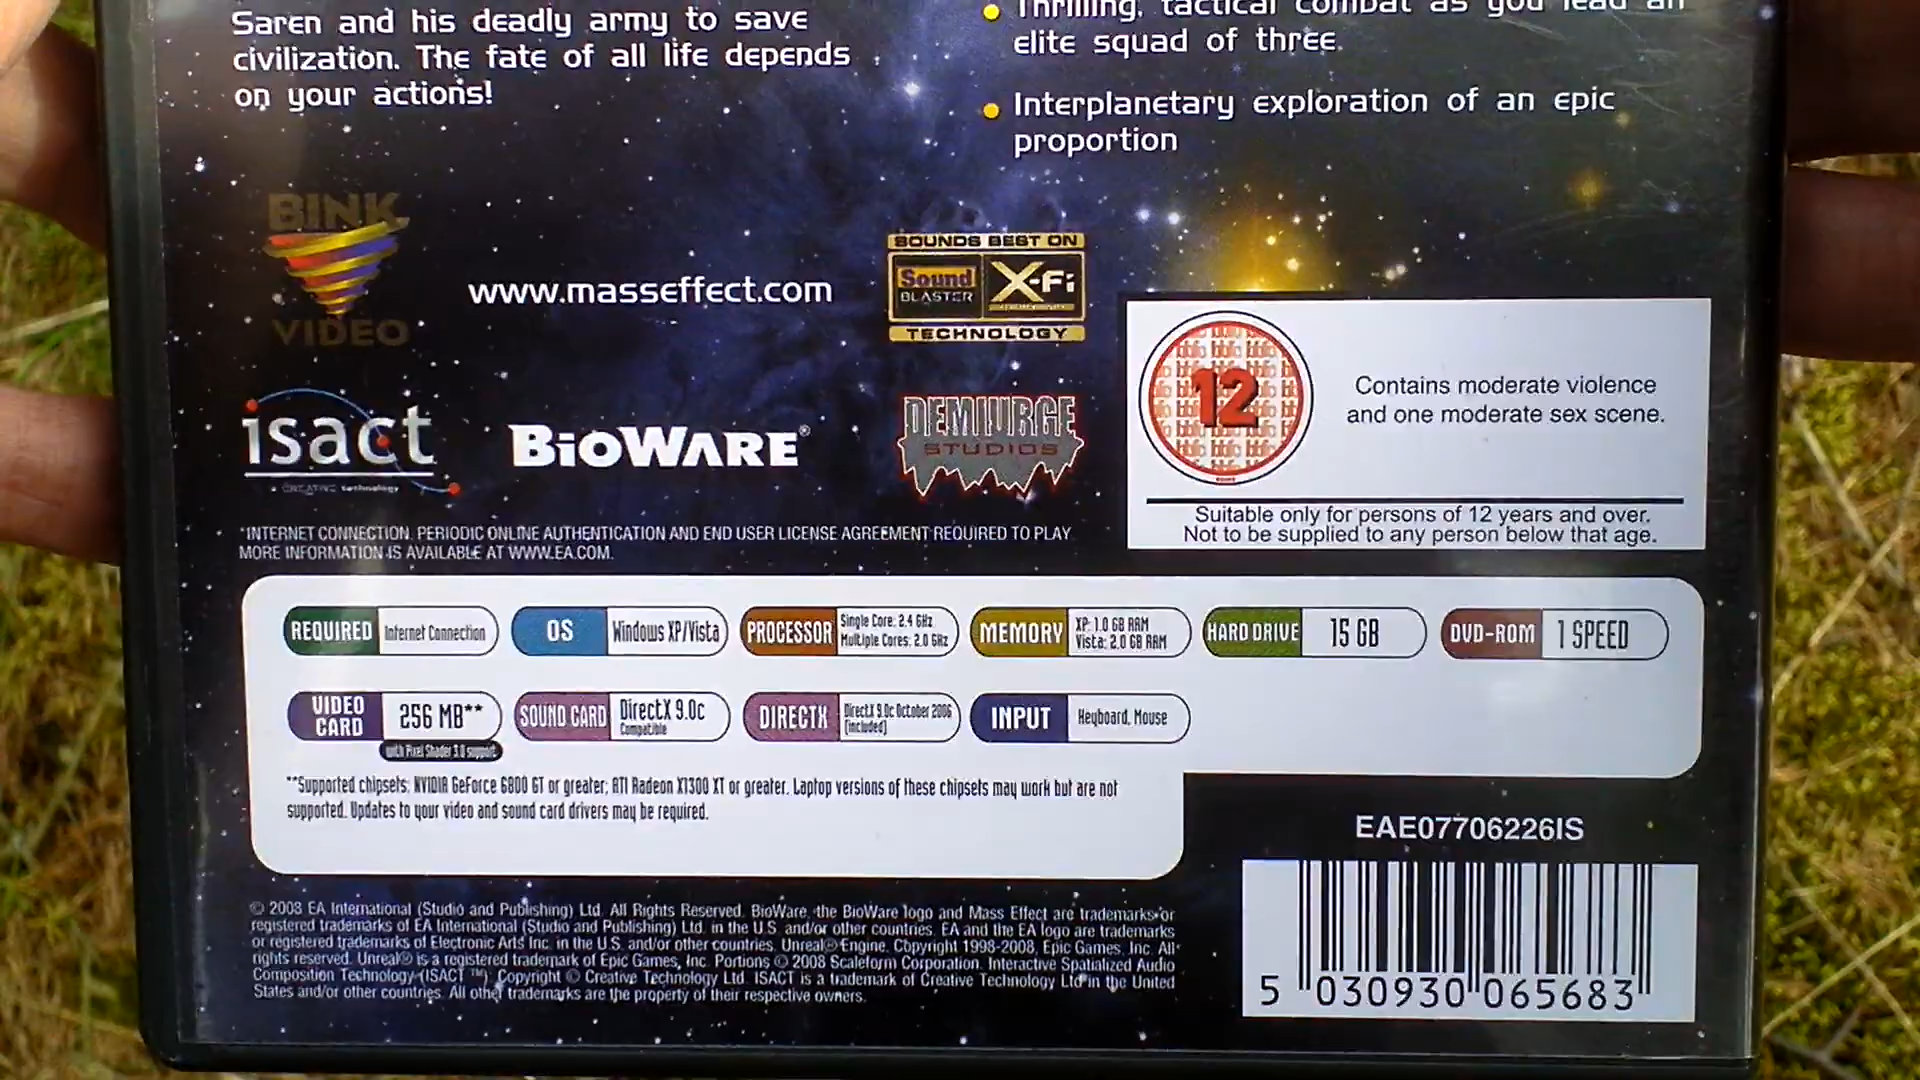 Saren and his deadly army to save
civilization. The fate of all life depends
on your actions!
Thrilling, tactical combat as you lead an
elite squad of three.
Interplanetary exploration of an epic
proportion
BINK
VIDEO
www.masseffect.com
SOUNDS BEST ON
Sound
BLASTER
X-Fi
TECHNOLOGY
isact
CREATIVE technology
BIOWARE®
DEMIURGE
STUDIOS
12
Contains moderate violence
and one moderate sex scene.
Suitable only for persons of 12 years and over.
Not to be supplied to any person below that age.
*INTERNET CONNECTION, PERIODIC ONLINE AUTHENTICATION AND END USER LICENSE AGREEMENT REQUIRED TO PLAY.
MORE INFORMATION IS AVAILABLE AT WWW.EA.COM.
REQUIRED Internet Connection
OS Windows XP/Vista
PROCESSOR Single Core: 2.4 GHz
Multiple Cores: 2.0 GHz
MEMORY XP: 1.0 GB RAM
Vista: 2.0 GB RAM
HARD DRIVE 15 GB
DVD-ROM 1 SPEED
VIDEO
CARD
256 MB**
with Pixel Shader 3.0 support
SOUND CARD DirectX 9.0c
Compatible
DIRECTX DirectX 9.0c October 2006
(included)
INPUT Keyboard, Mouse
**Supported chipsets: NVIDIA GeForce 6800 GT or greater; ATI Radeon X1300 XT or greater. Laptop versions of these chipsets may work but are not
supported. Updates to your video and sound card drivers may be required.
EAE07706226IS
© 2008 EA International (Studio and Publishing) Ltd. All Rights Reserved. BioWare, the BioWare logo and Mass Effect are trademarks or
registered trademarks of EA International (Studio and Publishing) Ltd. in the U.S. and/or other countries. EA and the EA logo are trademarks
or registered trademarks of Electronic Arts Inc. in the U.S. and/or other countries. Unreal® Engine, Copyright 1998-2008, Epic Games, Inc. All
rights reserved. Unreal® is a registered trademark of Epic Games, Inc. Portions © 2008 Scaleform Corporation. Interactive Spatialized Audio
Composition Technology (ISACT ™) Copyright © Creative Technology Ltd. ISACT is a trademark of Creative Technology Ltd in the United
States and/or other countries. All other trademarks are the property of their respective owners.
5 030930 065683